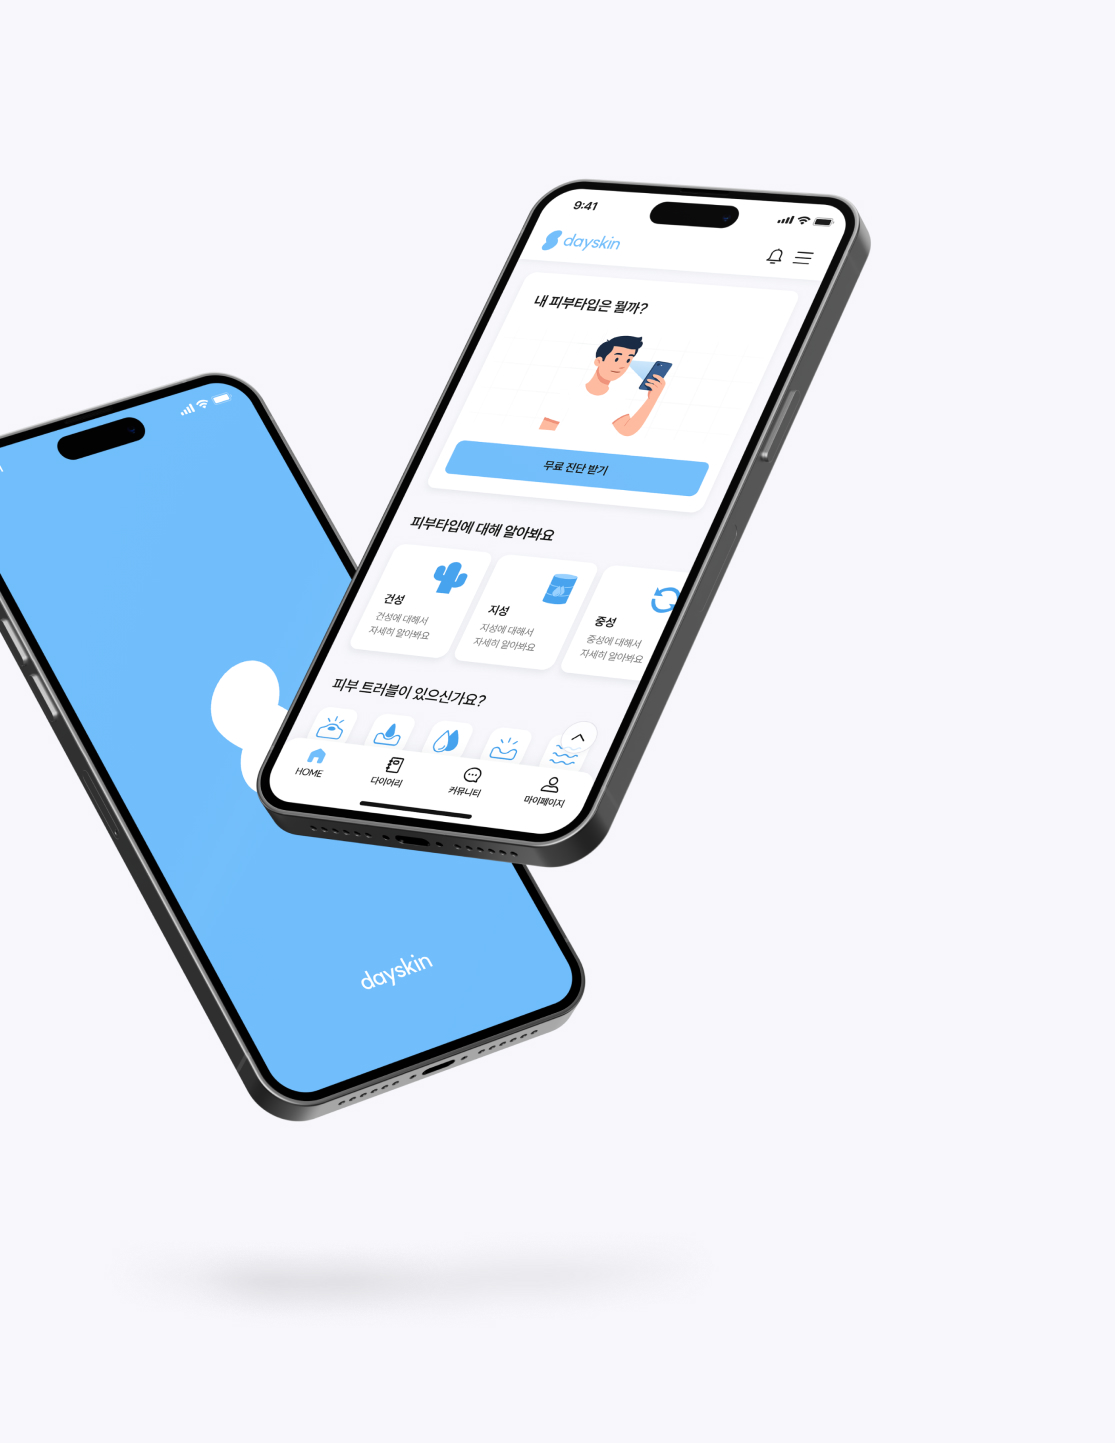 9:41
dayskin
내 피부타입은 뭘까?
무료 진단 받기
피부타입에 대해 알아봐요
건성
건성에 대해서
자세히 알아봐요
지성
지성에 대해서
자세히 알아봐요
중성
중성에 대해서
자세히 알아봐요
피부 트러블이 있으신가요?
HOME
다이어리
커뮤니티
마이페이지
dayskin